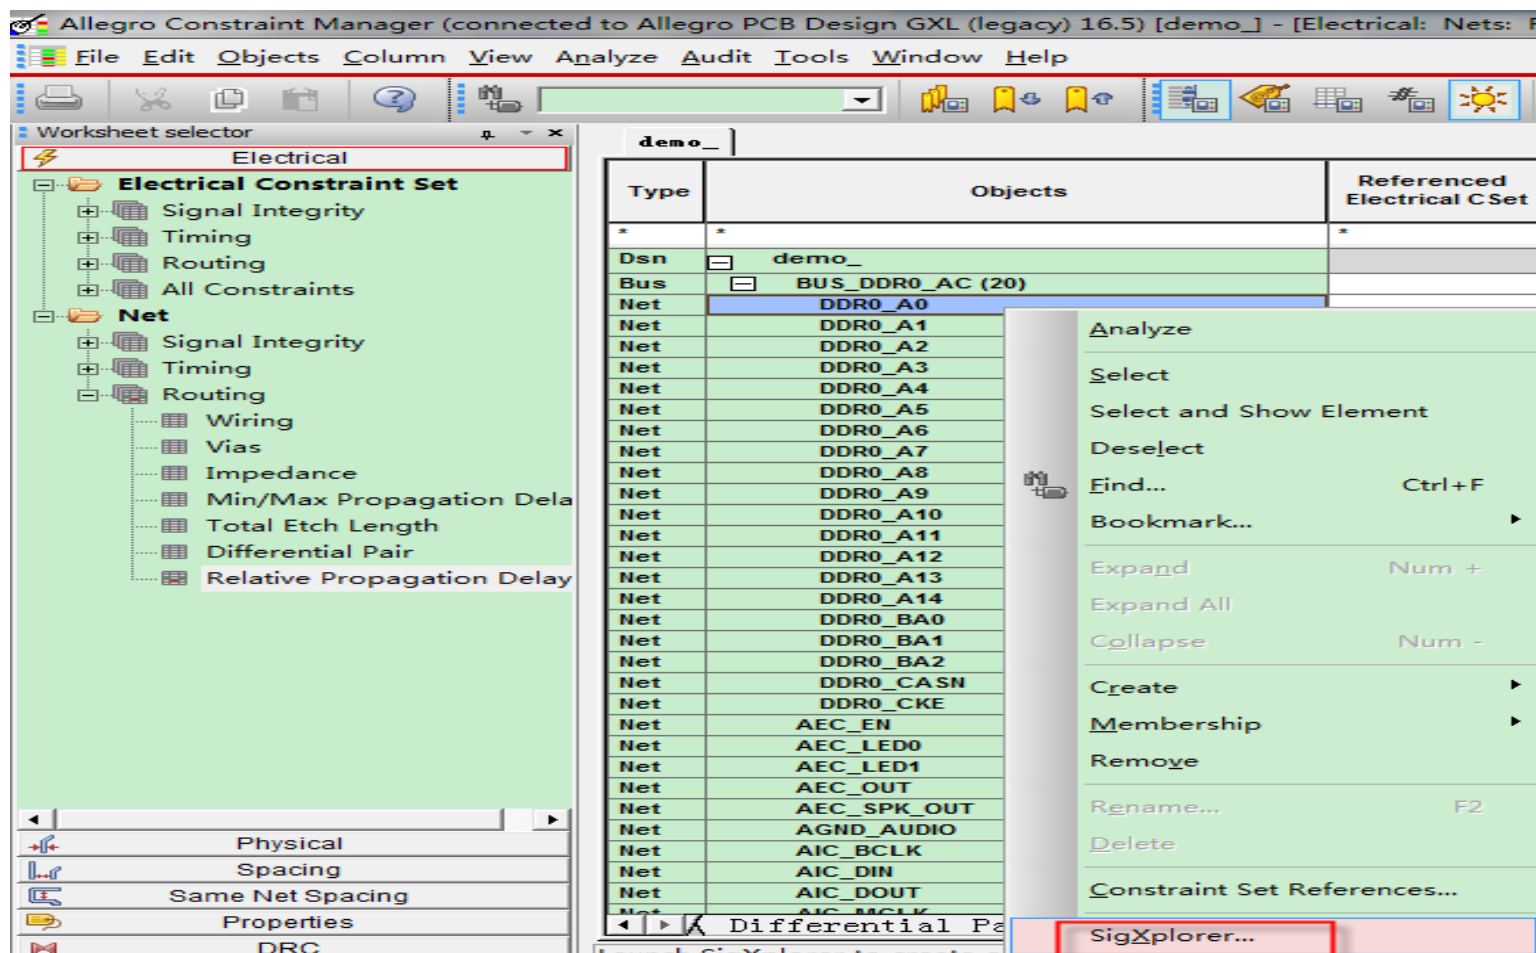 Allegro Constraint Manager (connected to Allegro PCB Design GXL (legacy) 16.5) [demo_] - [Electrical: Nets:
File Edit Objects Column View Analyze Audit Tools Window Help
Worksheet selector
Electrical
Electrical Constraint Set
Signal Integrity
Timing
Routing
All Constraints
Net
Signal Integrity
Timing
Routing
Wiring
Vias
Impedance
Min/Max Propagation Dela
Total Etch Length
Differential Pair
Relative Propagation Delay
Physical
Spacing
Same Net Spacing
Properties
DRC
demo_
Type Objects Referenced Electrical CSet
* * *
Dsn demo_
Bus BUS_DDR0_AC (20)
Net DDR0_A0
Net DDR0_A1
Net DDR0_A2
Net DDR0_A3
Net DDR0_A4
Net DDR0_A5
Net DDR0_A6
Net DDR0_A7
Net DDR0_A8
Net DDR0_A9
Net DDR0_A10
Net DDR0_A11
Net DDR0_A12
Net DDR0_A13
Net DDR0_A14
Net DDR0_BA0
Net DDR0_BA1
Net DDR0_BA2
Net DDR0_CASN
Net DDR0_CKE
Net AEC_EN
Net AEC_LED0
Net AEC_LED1
Net AEC_OUT
Net AEC_SPK_OUT
Net AGND_AUDIO
Net AIC_BCLK
Net AIC_DIN
Net AIC_DOUT
Net AIC_MCLK
Differential Pa
Analyze
Select
Select and Show Element
Deselect
Find... Ctrl+F
Bookmark...
Expand Num +
Expand All
Collapse Num -
Create
Membership
Remove
Rename... F2
Delete
Constraint Set References...
SigXplorer...